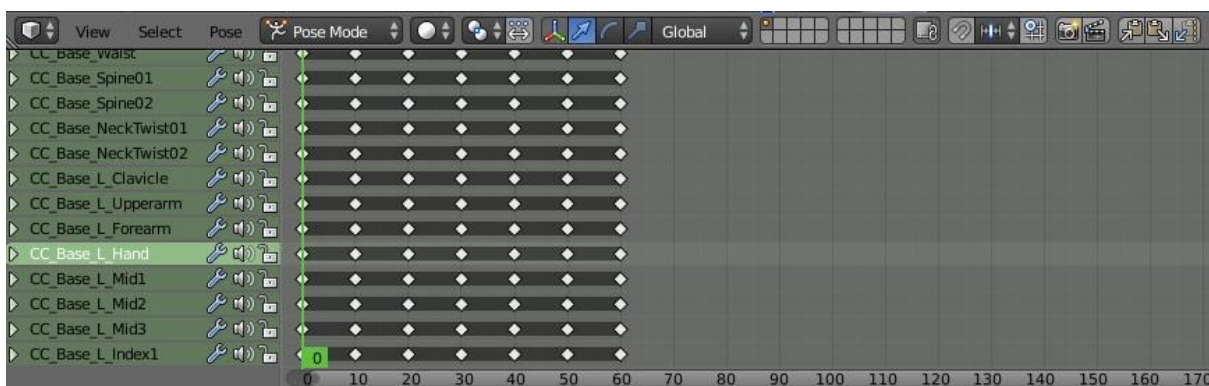 View Select Pose Pose Mode Global
CC_Base_Waist
CC_Base_Spine01
CC_Base_Spine02
CC_Base_NeckTwist01
CC_Base_NeckTwist02
CC_Base_L_Clavicle
CC_Base_L_Upperarm
CC_Base_L_Forearm
CC_Base_L_Hand
CC_Base_L_Mid1
CC_Base_L_Mid2
CC_Base_L_Mid3
CC_Base_L_Index1
0
0 10 20 30 40 50 60 70 80 90 100 110 120 130 140 150 160 170